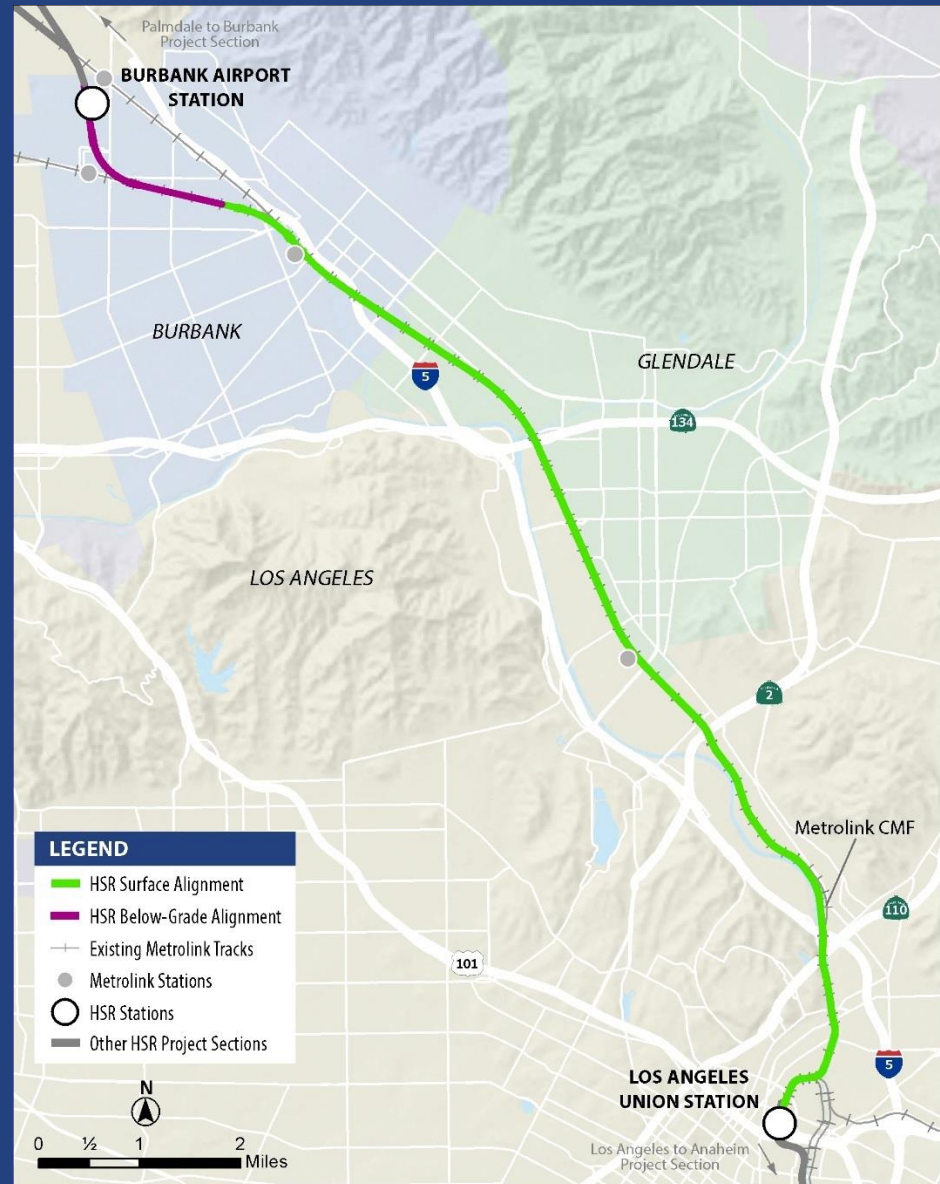 Palmdale to Burbank
Project Section
BURBANK AIRPORT
STATION
BURBANK
GLENDALE
5
134
LOS ANGELES
2
Metrolink CMF
110
101
5
LOS ANGELES
UNION STATION
Los Angeles to Anaheim
Project Section
LEGEND
HSR Surface Alignment
HSR Below-Grade Alignment
Existing Metrolink Tracks
Metrolink Stations
HSR Stations
Other HSR Project Sections
N
0 ½ 1 2
Miles